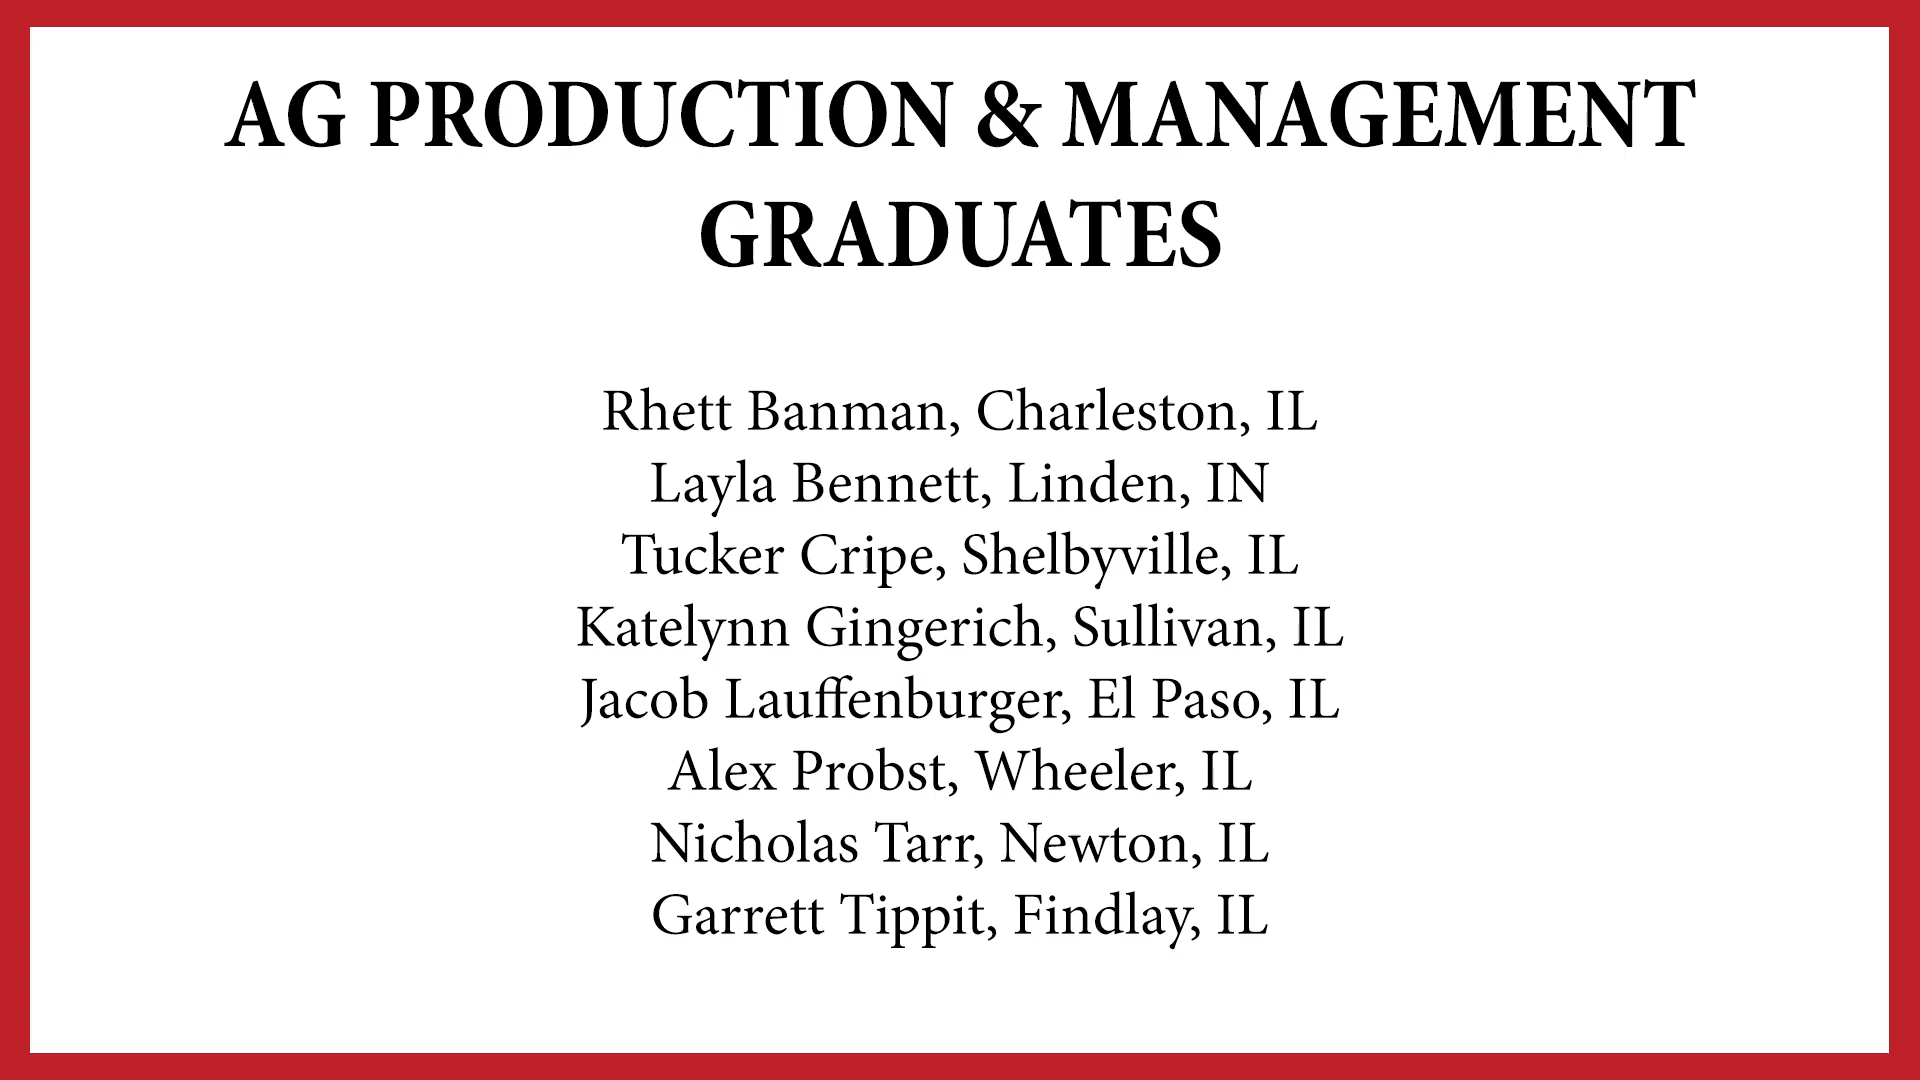 AG PRODUCTION & MANAGEMENT
GRADUATES
Rhett Banman, Charleston, IL
Layla Bennett, Linden, IN
Tucker Cripe, Shelbyville, IL
Katelynn Gingerich, Sullivan, IL
Jacob Lauffenburger, El Paso, IL
Alex Probst, Wheeler, IL
Nicholas Tarr, Newton, IL
Garrett Tippit, Findlay, IL